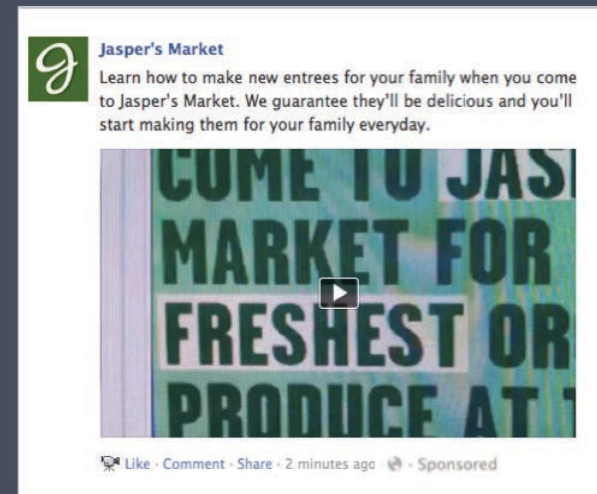 Jasper's Market
Learn how to make new entrees for your family when you come
to Jasper's Market. We guarantee they'll be delicious and you'll
start making them for your family everyday.
COME TO JAS
MARKET FOR
FRESHEST OR
PRODUCE AT T
Like · Comment · Share · 2 minutes ago · Sponsored